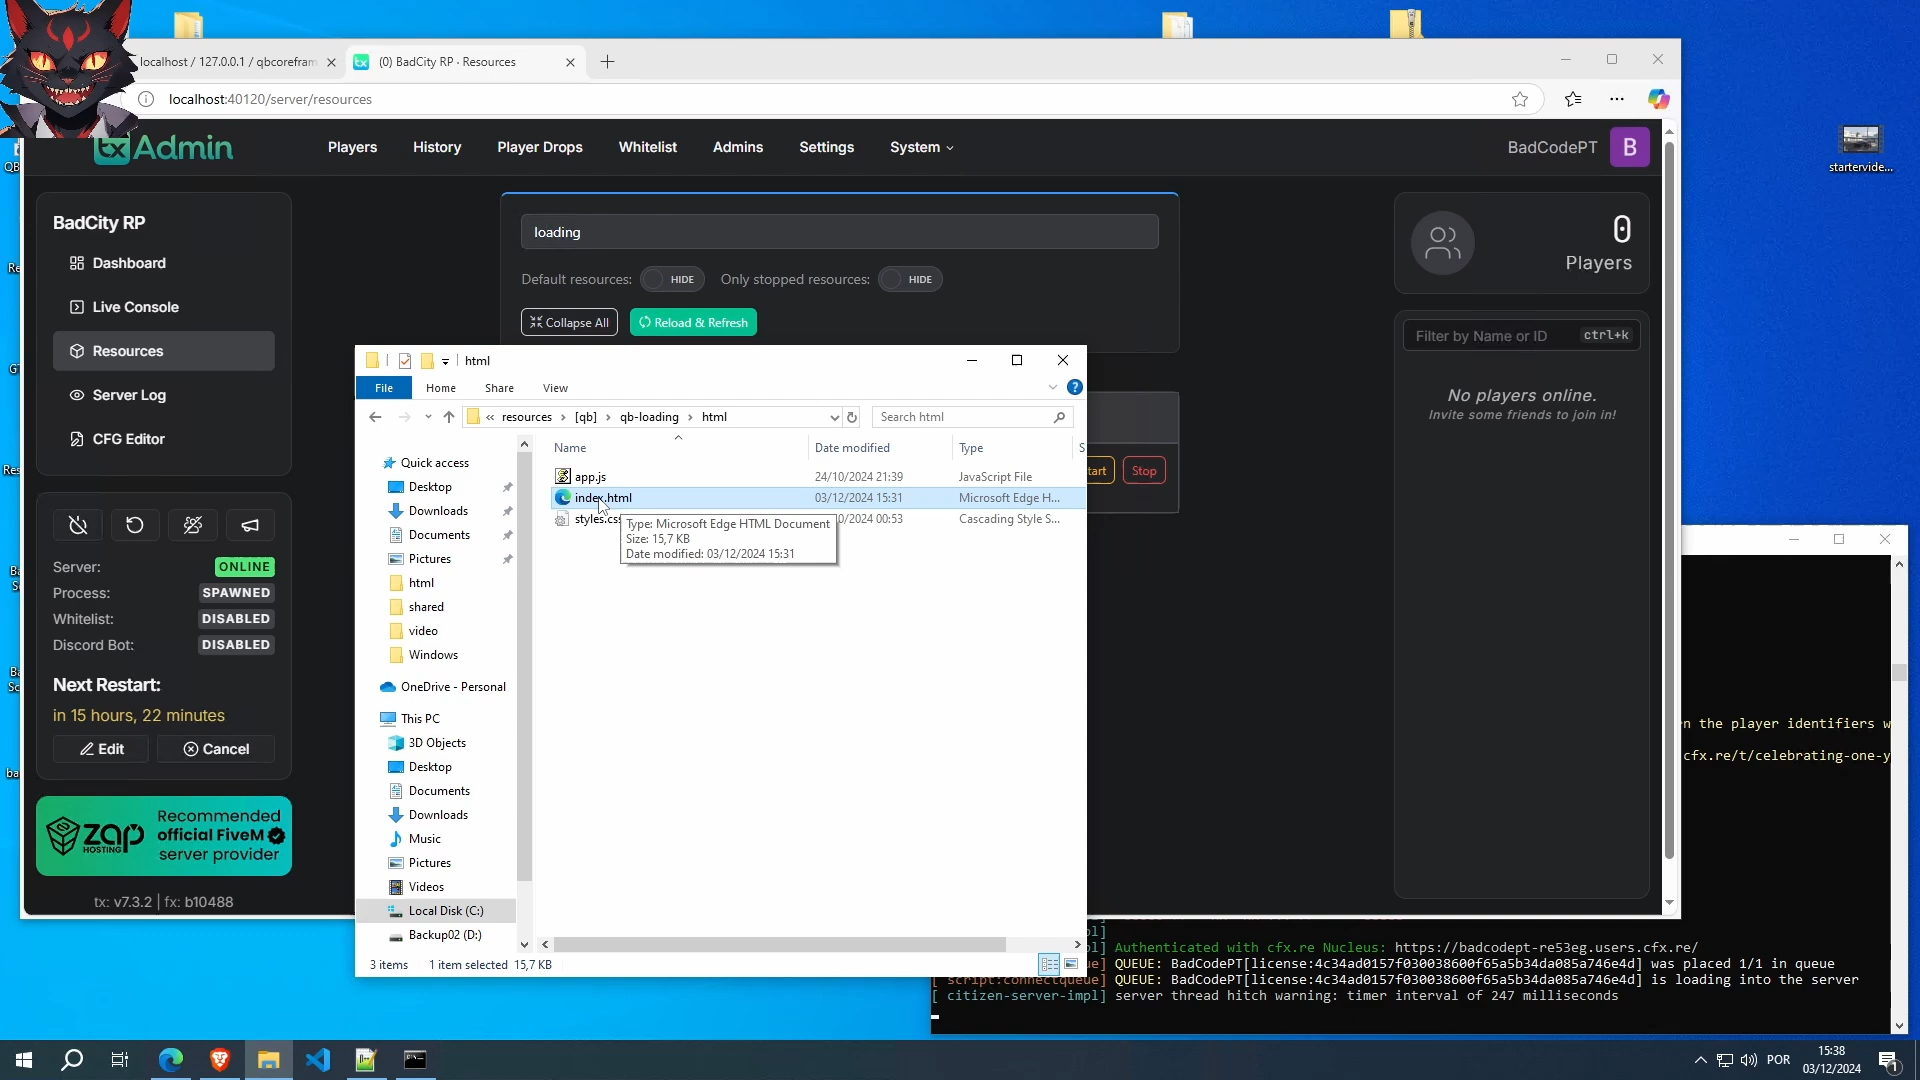 localhost / 127.0.0.1 / qbcorefram
(0) BadCity RP · Resources
localhost:40120/server/resources
tx Admin
Players
History
Player Drops
Whitelist
Admins
Settings
System
BadCodePT
B
startervide...
BadCity RP
Dashboard
Live Console
Resources
Server Log
CFG Editor
loading
Default resources:
HIDE
Only stopped resources:
HIDE
Collapse All
Reload & Refresh
0
Players
Filter by Name or ID
ctrl+k
No players online.
Invite some friends to join in!
Server:
ONLINE
Process:
SPAWNED
Whitelist:
DISABLED
Discord Bot:
DISABLED
Next Restart:
in 15 hours, 22 minutes
Edit
Cancel
ZAP HOSTING
Recommended
official FiveM
server provider
tx: v7.3.2 | fx: b10488
html
File
Home
Share
View
« resources › [qb] › qb-loading › html
Search html
Name
Date modified
Type
S
app.js
24/10/2024 21:39
JavaScript File
index.html
03/12/2024 15:31
Microsoft Edge H...
styles.css
0/2024 00:53
Cascading Style S...
Type: Microsoft Edge HTML Document
Size: 15,7 KB
Date modified: 03/12/2024 15:31
tart
Stop
Quick access
Desktop
Downloads
Documents
Pictures
html
shared
video
Windows
OneDrive - Personal
This PC
3D Objects
Desktop
Documents
Downloads
Music
Pictures
Videos
Local Disk (C:)
Backup02 (D:)
3 items
1 item selected
15,7 KB
n the player identifiers w
cfx.re/t/celebrating-one-y
pl]
pl] Authenticated with cfx.re Nucleus: https://badcodept-re53eg.users.cfx.re/
ue] QUEUE: BadCodePT[license:4c34ad0157f030038600f65a5b34da085a746e4d] was placed 1/1 in queue
[ script:connectqueue] QUEUE: BadCodePT[license:4c34ad0157f030038600f65a5b34da085a746e4d] is loading into the server
[ citizen-server-impl] server thread hitch warning: timer interval of 247 milliseconds
POR
15:38
03/12/2024
1